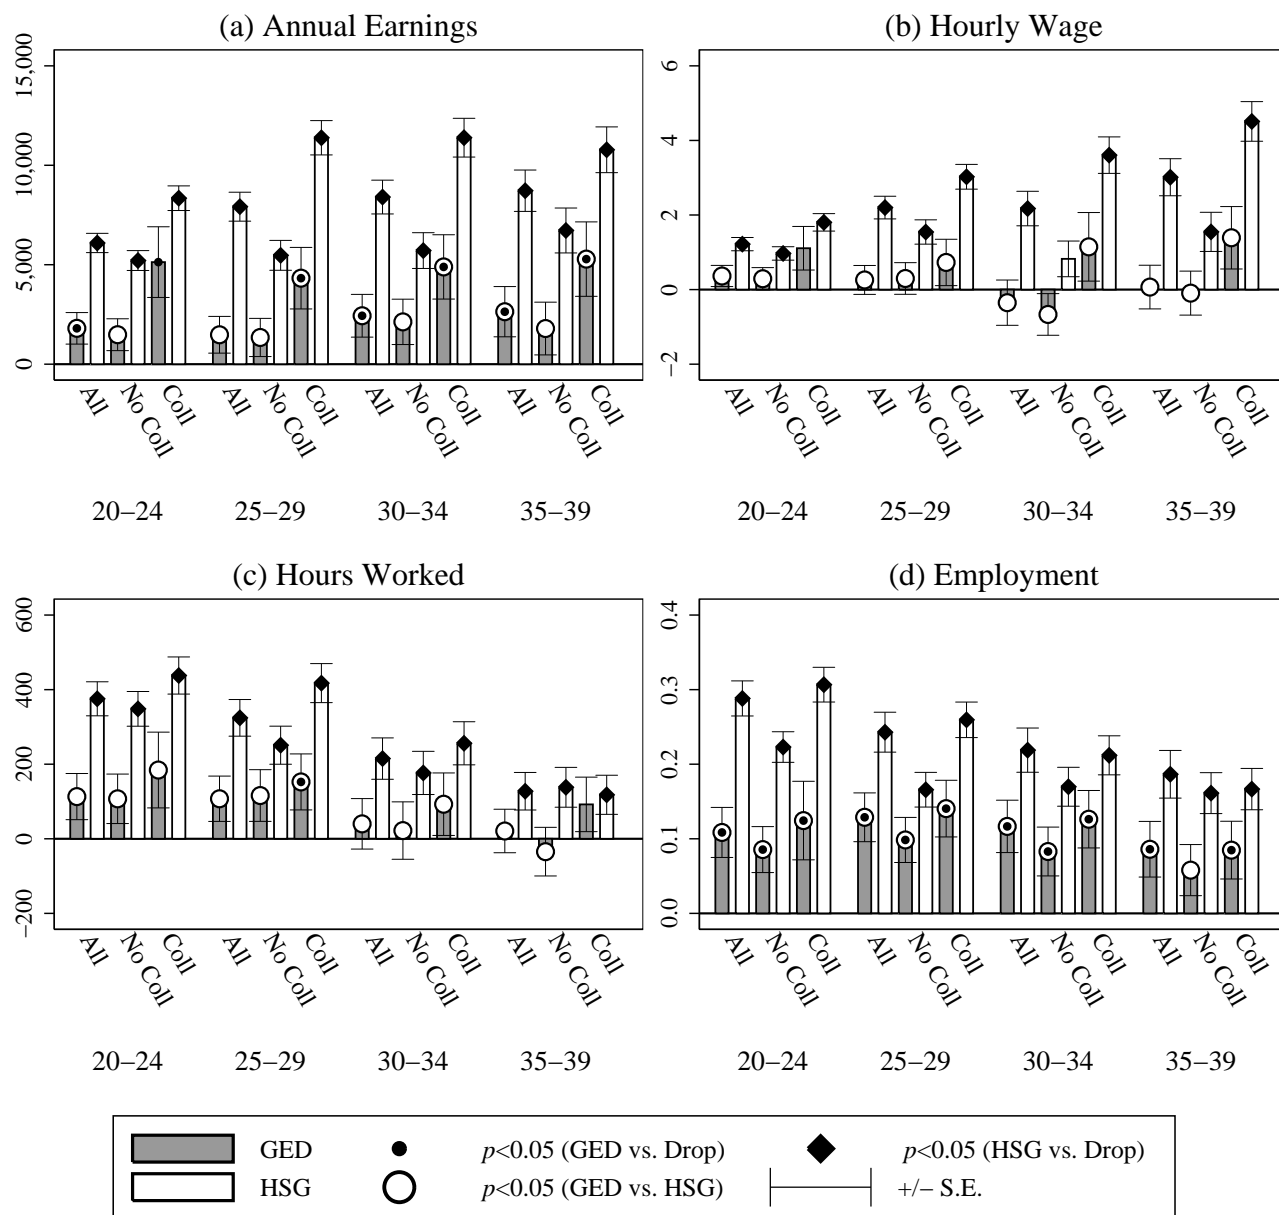 (a) Annual Earnings
15,000
10,000
5,000
0
All No Coll Coll All No Coll Coll All No Coll Coll All No Coll Coll
20–24 25–29 30–34 35–39
(b) Hourly Wage
6
4
2
0
−2
All No Coll Coll All No Coll Coll All No Coll Coll All No Coll Coll
20–24 25–29 30–34 35–39
(c) Hours Worked
600
400
200
0
−200
All No Coll Coll All No Coll Coll All No Coll Coll All No Coll Coll
20–24 25–29 30–34 35–39
(d) Employment
0.4
0.3
0.2
0.1
0.0
All No Coll Coll All No Coll Coll All No Coll Coll All No Coll Coll
20–24 25–29 30–34 35–39
GED p<0.05 (GED vs. Drop) p<0.05 (HSG vs. Drop)
HSG p<0.05 (GED vs. HSG) +/− S.E.